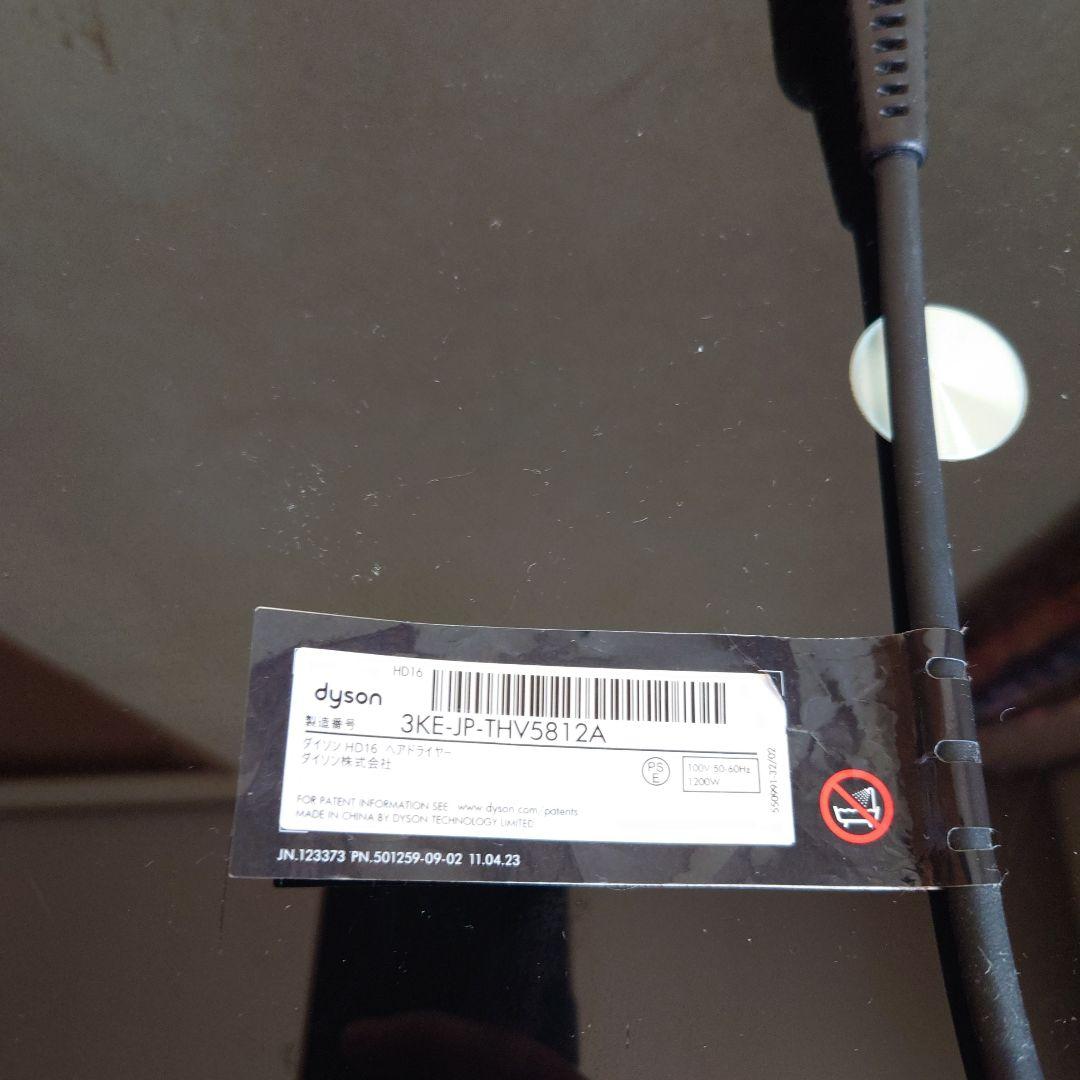 HD16
dyson
製造番号 3KE-JP-THV5812A
ダイソン HD16 ヘアドライヤー
ダイソン株式会社
PS
E
100V 50-60Hz
1200W
550991-32/02
FOR PATENT INFORMATION SEE www.dyson.com/patents
MADE IN CHINA BY DYSON TECHNOLOGY LIMITED
JN.123373 PN.501259-09-02 11.04.23